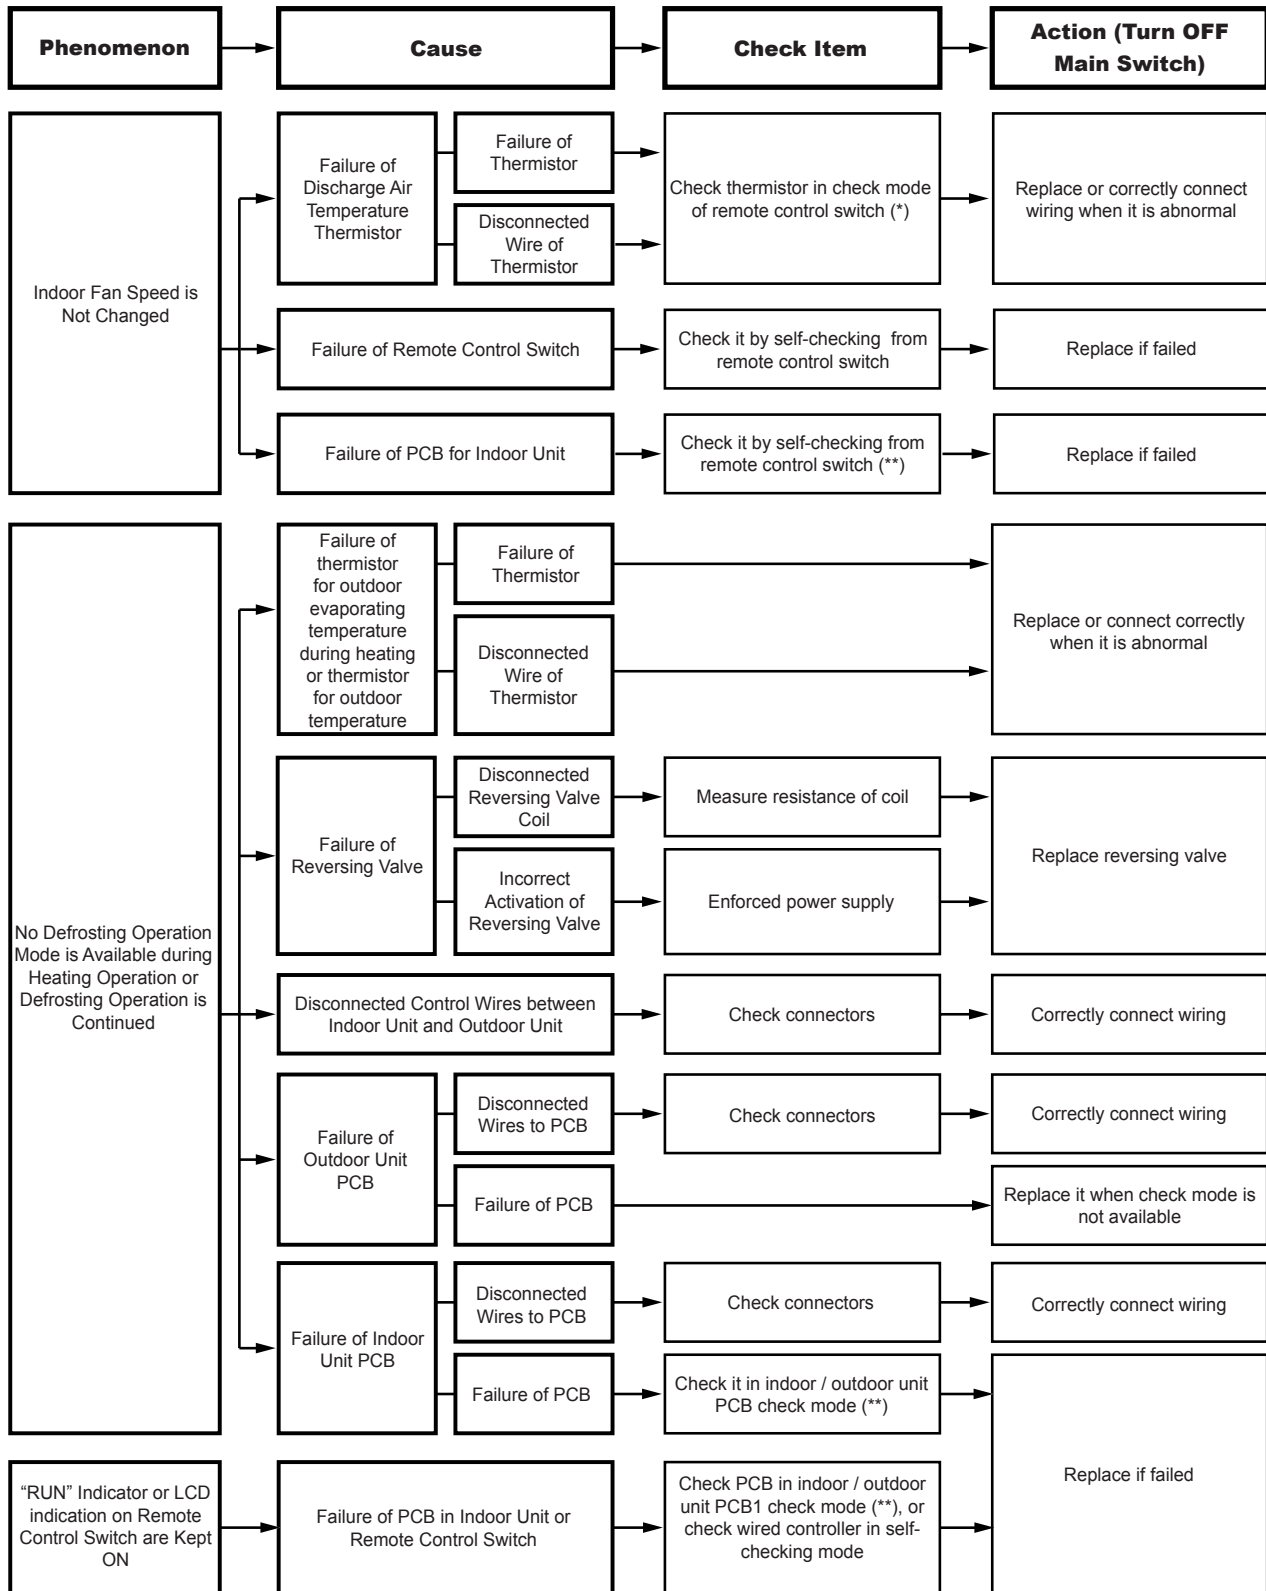 Phenomenon
Cause
Check Item
Action (Turn OFF
Main Switch)
Indoor Fan Speed is
Not Changed
Failure of
Discharge Air
Temperature
Thermistor
Failure of
Thermistor
Disconnected
Wire of
Thermistor
Check thermistor in check mode
of remote control switch (*)
Replace or correctly connect
wiring when it is abnormal
Failure of Remote Control Switch
Check it by self-checking from
remote control switch
Replace if failed
Failure of PCB for Indoor Unit
Check it by self-checking from
remote control switch (**)
Replace if failed
No Defrosting Operation
Mode is Available during
Heating Operation or
Defrosting Operation is
Continued
Failure of
thermistor
for outdoor
evaporating
temperature
during heating
or thermistor
for outdoor
temperature
Failure of
Thermistor
Disconnected
Wire of
Thermistor
Replace or connect correctly
when it is abnormal
Failure of
Reversing Valve
Disconnected
Reversing Valve
Coil
Measure resistance of coil
Incorrect
Activation of
Reversing Valve
Enforced power supply
Replace reversing valve
Disconnected Control Wires between
Indoor Unit and Outdoor Unit
Check connectors
Correctly connect wiring
Failure of
Outdoor Unit
PCB
Disconnected
Wires to PCB
Check connectors
Correctly connect wiring
Failure of PCB
Replace it when check mode is
not available
Failure of Indoor
Unit PCB
Disconnected
Wires to PCB
Check connectors
Correctly connect wiring
Failure of PCB
Check it in indoor / outdoor unit
PCB check mode (**)
Replace if failed
“RUN” Indicator or LCD
indication on Remote
Control Switch are Kept
ON
Failure of PCB in Indoor Unit or
Remote Control Switch
Check PCB in indoor / outdoor
unit PCB1 check mode (**), or
check wired controller in self-
checking mode